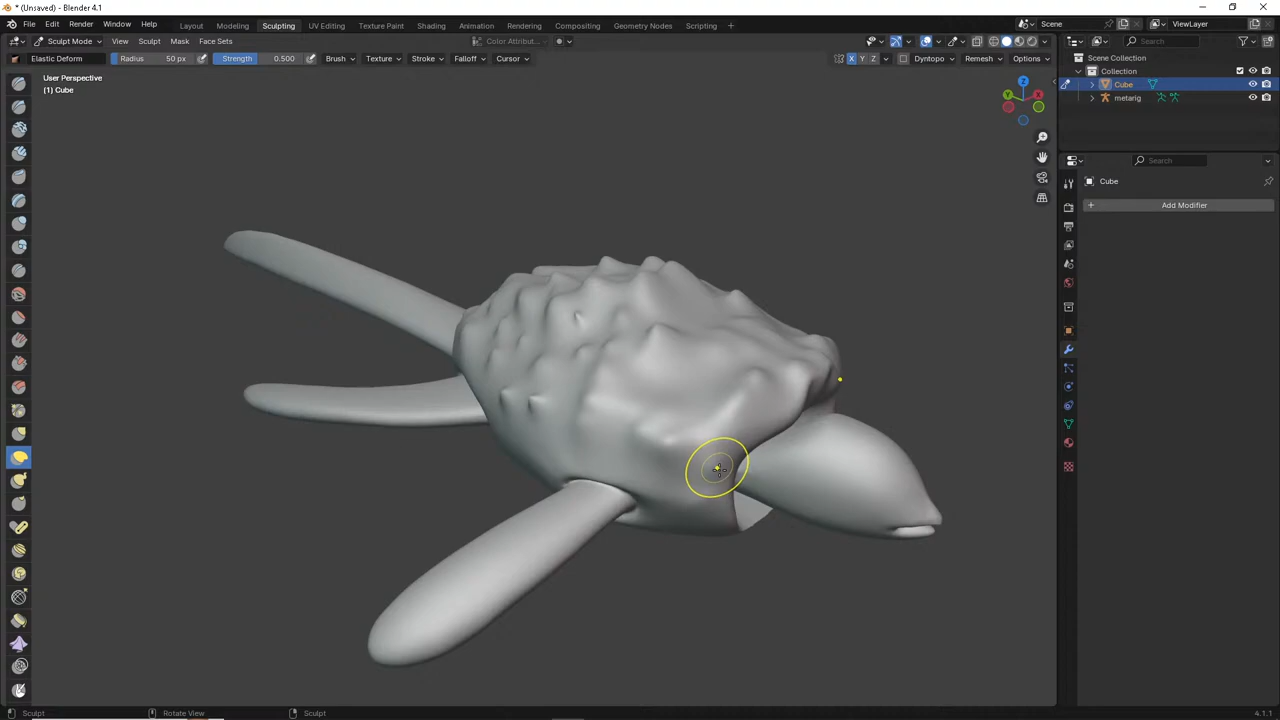 * (Unsaved) - Blender 4.1
File Edit Render Window Help Layout Modeling Sculpting UV Editing Texture Paint Shading Animation Rendering Compositing Geometry Nodes Scripting + Scene ViewLayer
Sculpt Mode View Sculpt Mask Face Sets Color Attribut... Search
Elastic Deform Radius 50 px Strength 0.500 Brush Texture Stroke Falloff Cursor X Y Z Dyntopo Remesh Options
Scene Collection
Collection
Cube
metarig
User Perspective
(1) Cube
Z
Y X
Search
Cube
+ Add Modifier
Sculpt Rotate View Sculpt 4.1.1